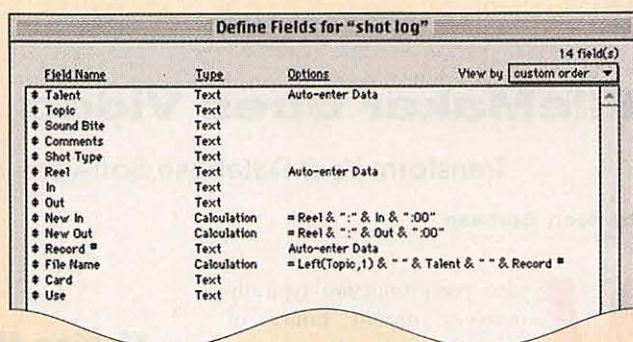 Define Fields for "shot log"
14 field(s)
Field Name Type Options View by custom order
Talent Text Auto-enter Data
Topic Text
Sound Bite Text
Comments Text
Shot Type Text
Reel Text Auto-enter Data
In Text
Out Text
New In Calculation = Reel & ":" & In & ":00"
New Out Calculation = Reel & ":" & Out & ":00"
Record # Text Auto-enter Data
File Name Calculation = Left(Topic,1) & " " & Talent & " " & Record #
Card Text
Use Text